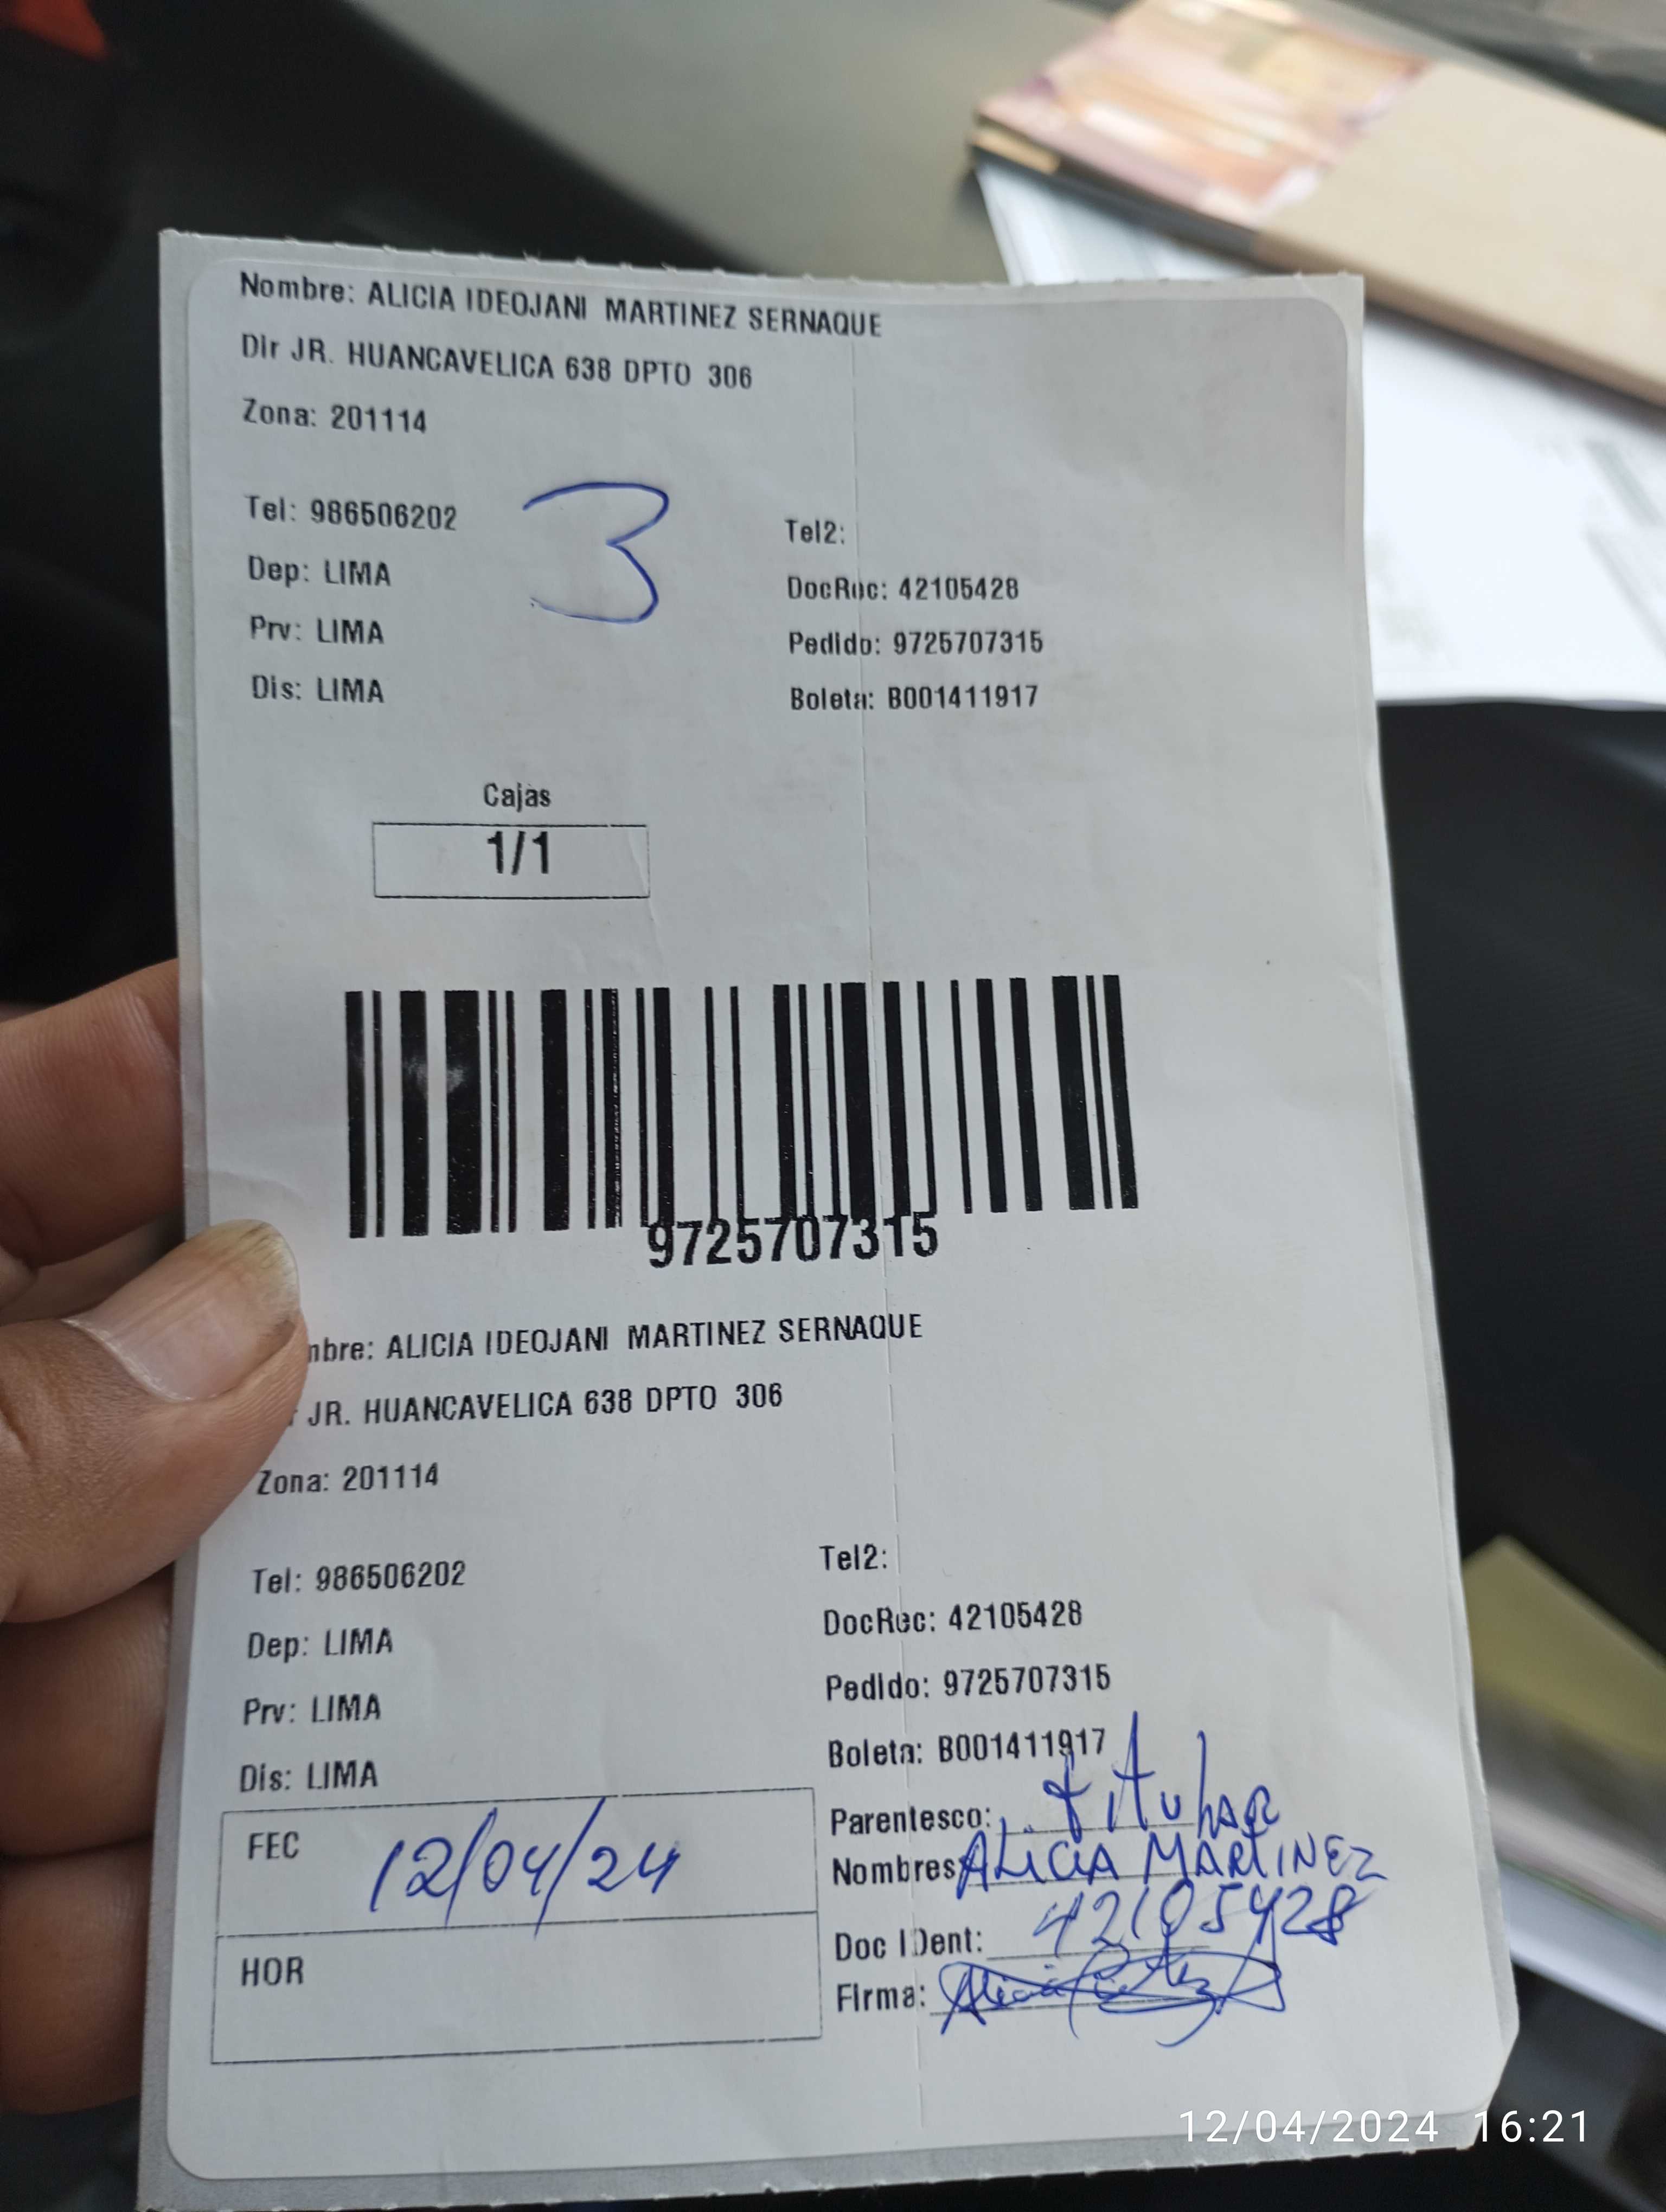 Nombre: ALICIA IDEOJANI MARTINEZ SERNAQUE
Dir JR. HUANCAVELICA 638 DPTO 306
Zona: 201114
3
Tel: 986506202
Dep: LIMA
Prv: LIMA
Dis: LIMA
Tel2:
DocRec: 42105428
Pedido: 9725707315
Boleta: B001411917
Cajas
1/1
9725707315
mbre: ALICIA IDEOJANI MARTINEZ SERNAQUE
r JR. HUANCAVELICA 638 DPTO 306
Zona: 201114
Tel: 986506202
Dep: LIMA
Prv: LIMA
Dis: LIMA
Tel2:
DocRec: 42105428
Pedido: 9725707315
Boleta: B001411917
Parentesco: titular
Nombres ALICIA MARTINEZ
Doc IDent: 42105428
Firma:
FEC 12/04/24
HOR
12/04/2024 16:21